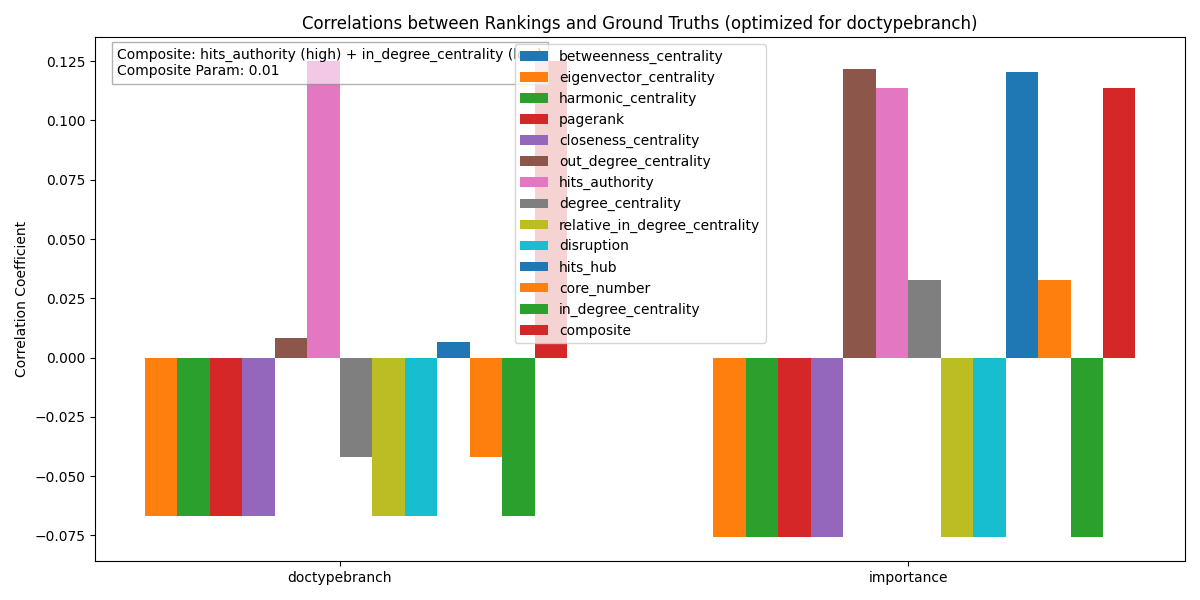 Correlations between Rankings and Ground Truths (optimized for doctypebranch)
Composite: hits_authority (high) + in_degree_centrality
Composite Param: 0.01
betweenness_centrality
eigenvector_centrality
harmonic_centrality
pagerank
closeness_centrality
out_degree_centrality
hits_authority
degree_centrality
relative_in_degree_centrality
disruption
hits_hub
core_number
in_degree_centrality
composite
Correlation Coefficient
0.125
0.100
0.075
0.050
0.025
0.000
−0.025
−0.050
−0.075
doctypebranch
importance